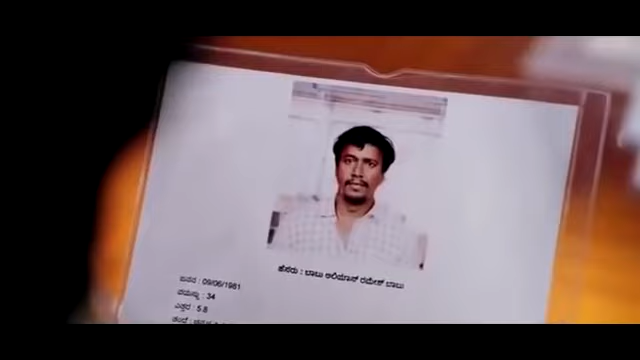 ಹೆಸರು : ಬಾಬು ಅಲಿಯಾಸ್ ರಮೇಶ್ ಬಾಬು
ಜನನ : 09/06/1981
ವಯಸ್ಸು : 34
ಎತ್ತರ : 5.8
ತಂದೆ :